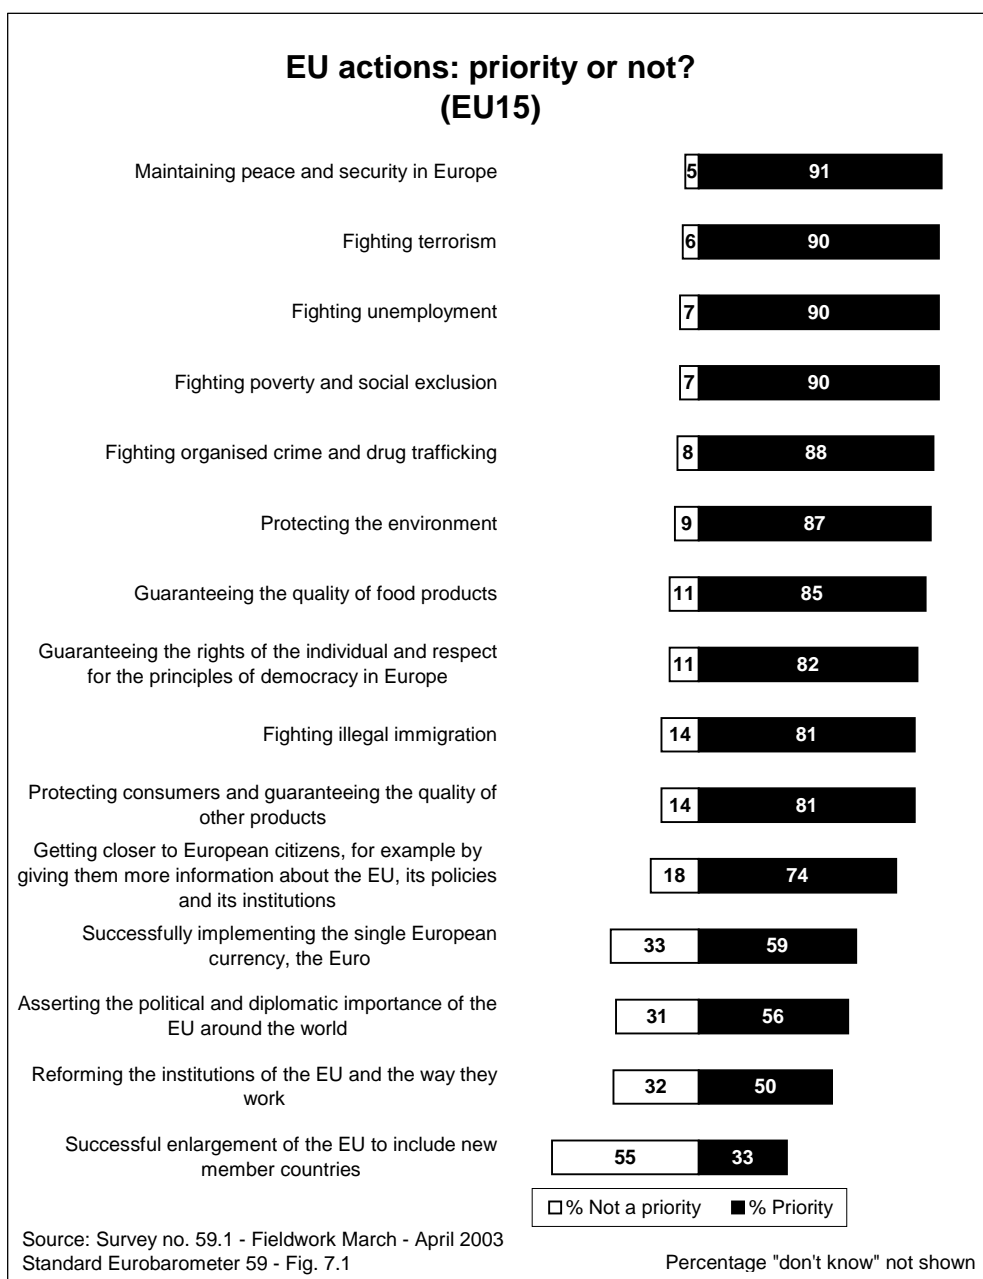 EU actions: priority or not?
(EU15)
Maintaining peace and security in Europe
5 91
Fighting terrorism
6 90
Fighting unemployment
7 90
Fighting poverty and social exclusion
7 90
Fighting organised crime and drug trafficking
8 88
Protecting the environment
9 87
Guaranteeing the quality of food products
11 85
Guaranteeing the rights of the individual and respect
for the principles of democracy in Europe
11 82
Fighting illegal immigration
14 81
Protecting consumers and guaranteeing the quality of
other products
14 81
Getting closer to European citizens, for example by
giving them more information about the EU, its policies
and its institutions
18 74
Successfully implementing the single European
currency, the Euro
33 59
Asserting the political and diplomatic importance of the
EU around the world
31 56
Reforming the institutions of the EU and the way they
work
32 50
Successful enlargement of the EU to include new
member countries
55 33
% Not a priority % Priority
Source: Survey no. 59.1 - Fieldwork March - April 2003
Standard Eurobarometer 59 - Fig. 7.1
Percentage "don't know" not shown